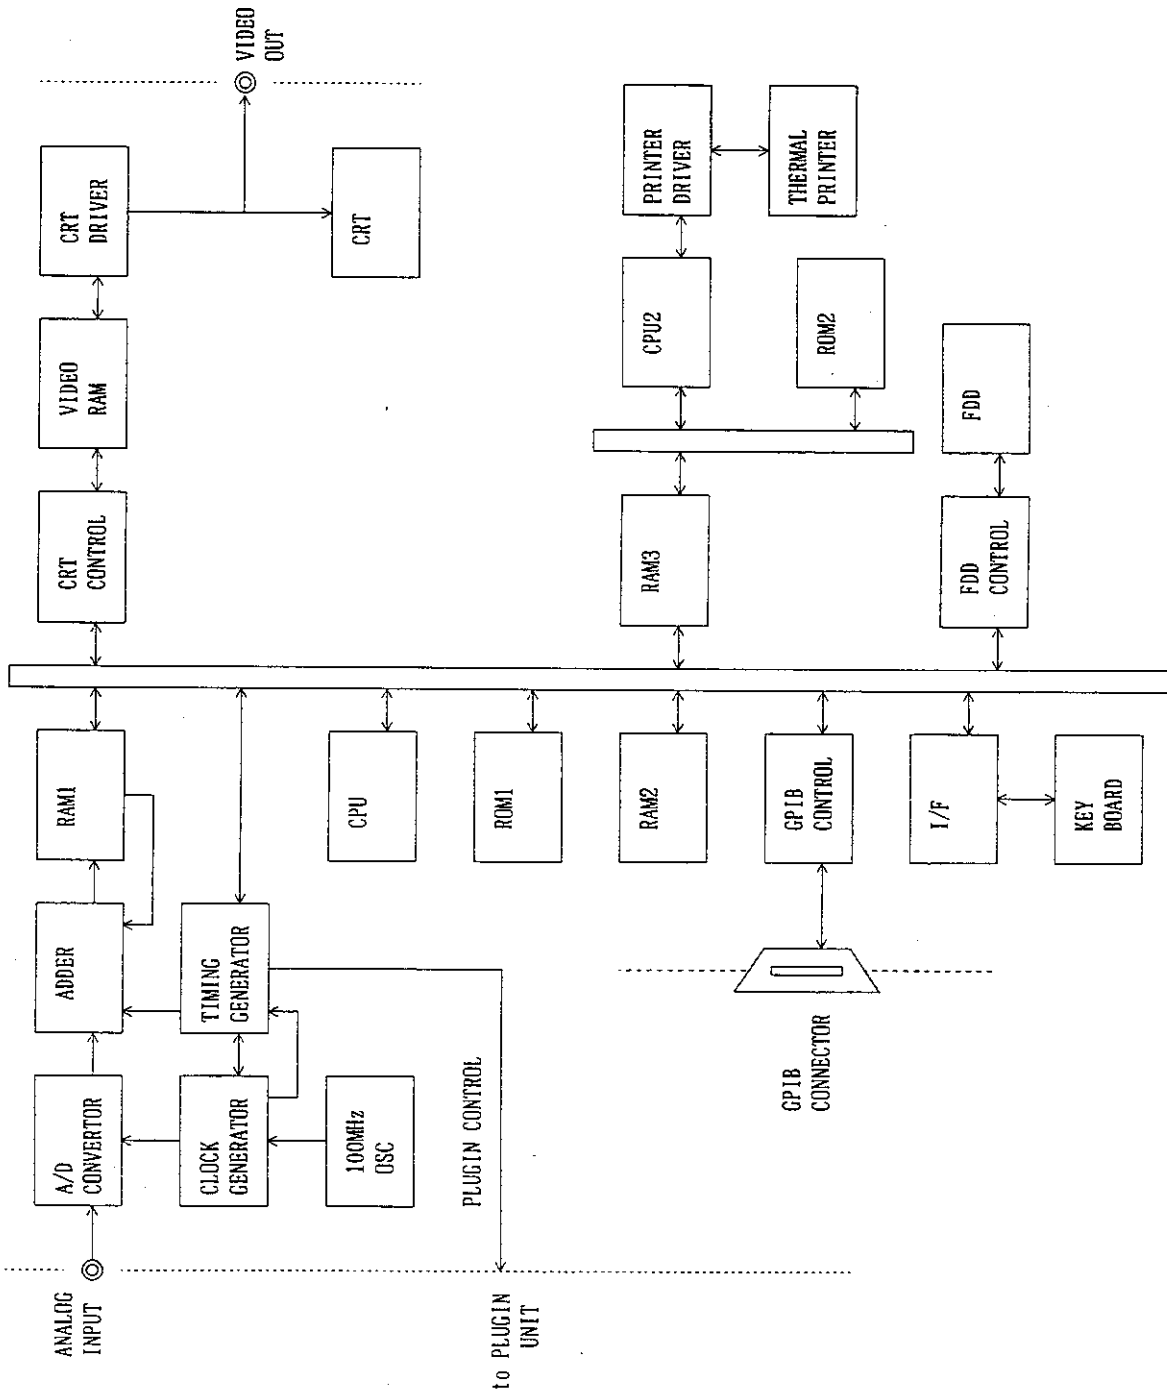 ANALOG
INPUT
A/D
CONVERTOR
ADDER
RAM1
CRT
CONTROL
VIDEO
RAM
CRT
DRIVER
VIDEO
OUT
CLOCK
GENERATOR
TIMING
GENERATOR
100MHz
OSC
CPU
CRT
PLUGIN CONTROL
to PLUGIN
UNIT
ROM1
RAM2
RAM3
CPU2
PRINTER
DRIVER
GPIB
CONNECTOR
GPIB
CONTROL
ROM2
THERMAL
PRINTER
I/F
FDD
CONTROL
FDD
KEY
BOARD